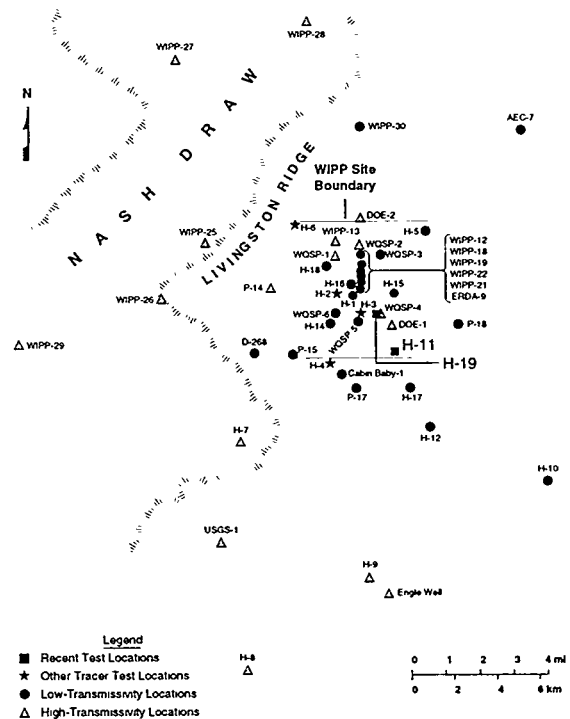 WIPP-28
WIPP-27
N
NASH DRAW
WIPP-30
AEC-7
LIVINGSTON RIDGE
WIPP Site
Boundary
DOE-2
H-6
H-5
WIPP-13
WIPP-25
WQSP-2
WIPP-12
WQSP-1
WQSP-3
WIPP-18
H-18
WIPP-19
WIPP-22
WIPP-21
ERDA-9
H-16
H-15
P-14
H-2
WIPP-26
H-1
H-3
WQSP-4
WQSP-6
H-14
DOE-1
P-18
WIPP-29
WQSP 5
D-268
P-15
H-11
H-4
H-19
Cabin Baby-1
P-17
H-17
H-7
H-12
H-10
USGS-1
H-9
Engle Well
Legend
Recent Test Locations
Other Tracer Test Locations
Low-Transmissivity Locations
High-Transmissivity Locations
H-8
0 1 2 3 4 mi
0 2 4 6 km